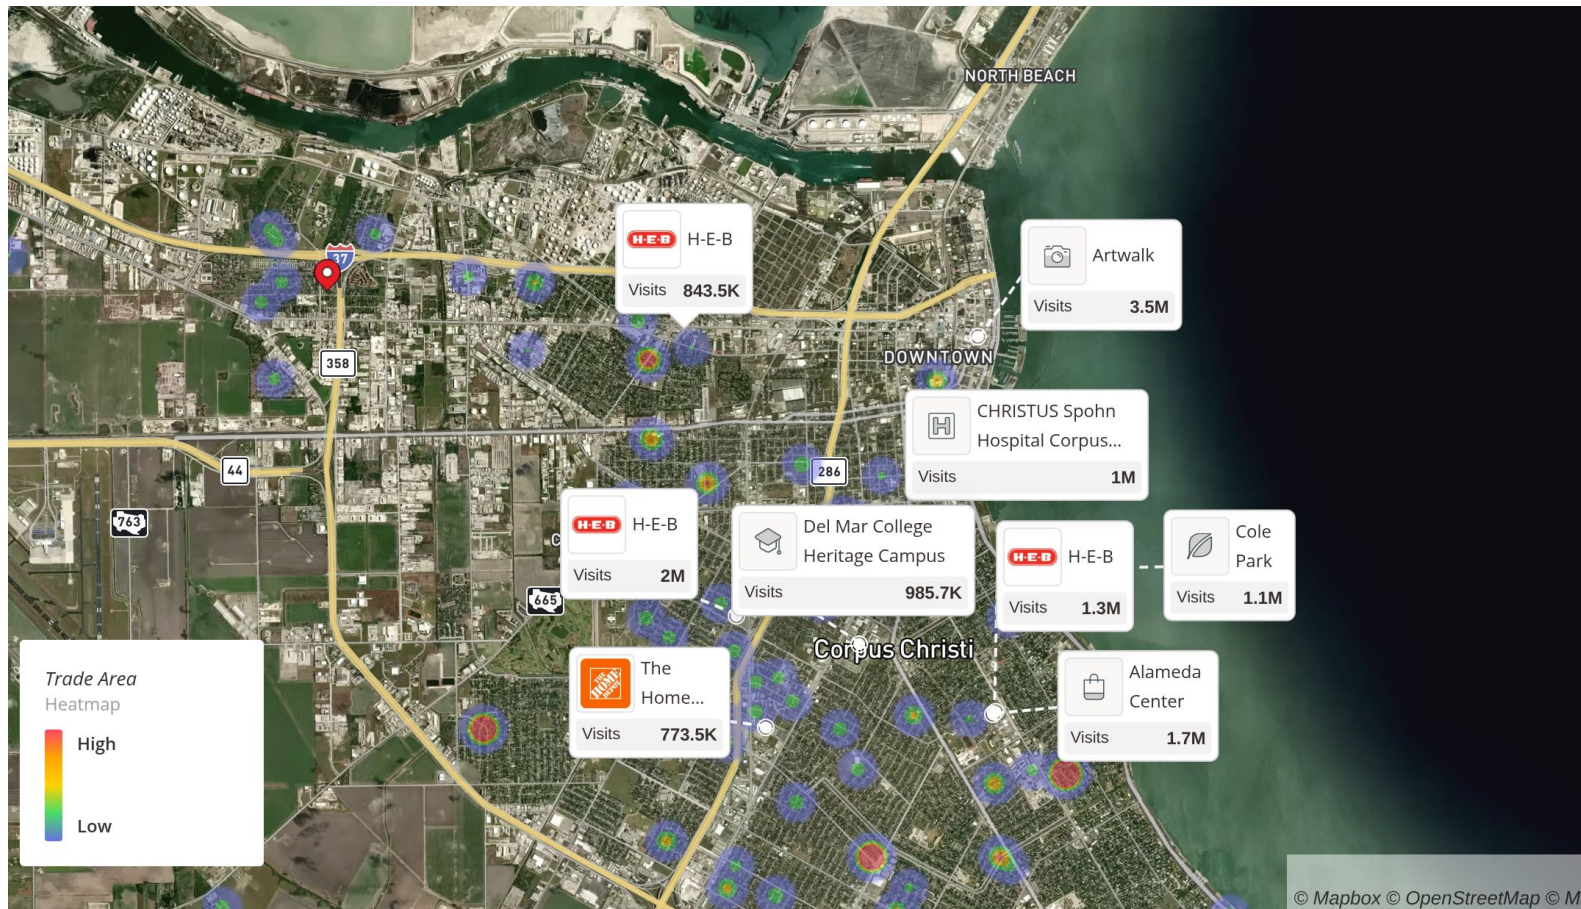 NORTH BEACH
37
H-E-B
H-E-B
Visits 843.5K
Artwalk
Visits 3.5M
358
DOWNTOWN
CHRISTUS Spohn
Hospital Corpus...
Visits 1M
44
286
763
H-E-B
H-E-B
Visits 2M
Del Mar College
Heritage Campus
Visits 985.7K
H-E-B
H-E-B
Visits 1.3M
Cole
Park
Visits 1.1M
665
Corpus Christi
THE HOME DEPOT
The
Home...
Visits 773.5K
Alameda
Center
Visits 1.7M
Trade Area
Heatmap
High
Low
© Mapbox © OpenStreetMap © M